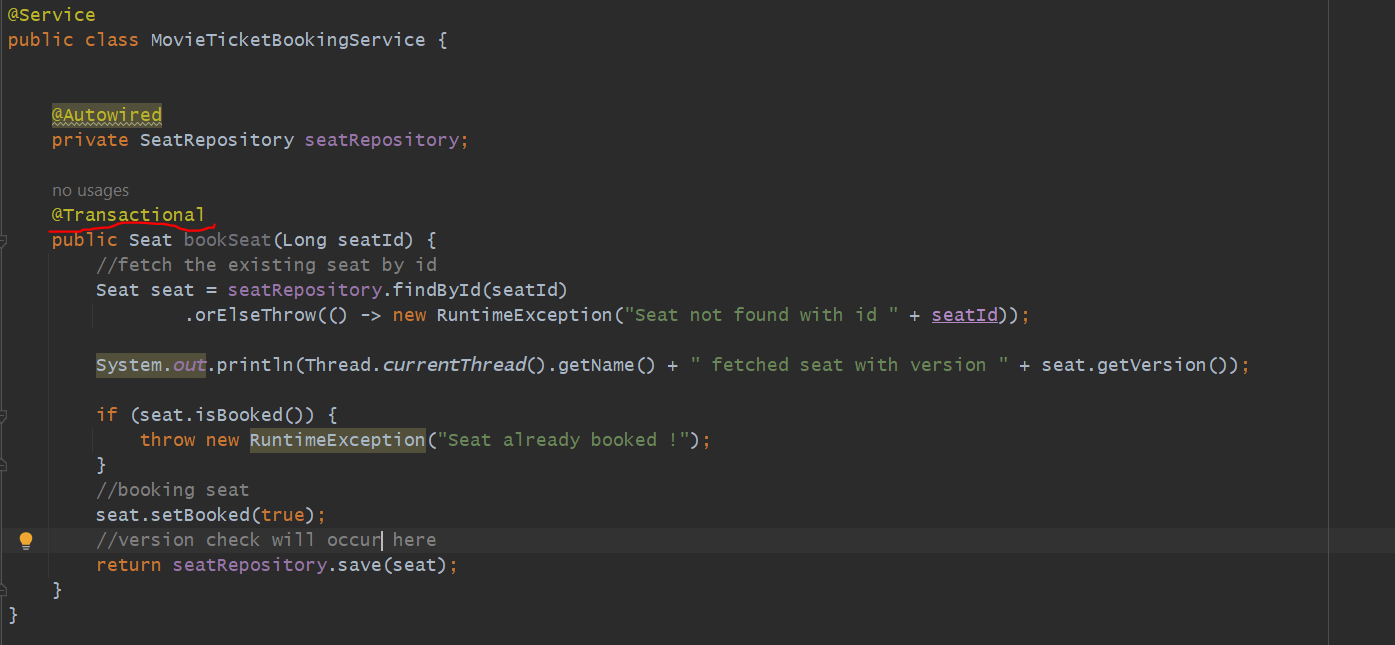 @Service
public class MovieTicketBookingService {
@Autowired
private SeatRepository seatRepository;
no usages
@Transactional
public Seat bookSeat(Long seatId) {
//fetch the existing seat by id
Seat seat = seatRepository.findById(seatId)
.orElseThrow(() -> new RuntimeException("Seat not found with id " + seatId));
System.out.println(Thread.currentThread().getName() + " fetched seat with version " + seat.getVersion());
if (seat.isBooked()) {
throw new RuntimeException("Seat already booked !");
}
//booking seat
seat.setBooked(true);
//version check will occur here
return seatRepository.save(seat);
}
}